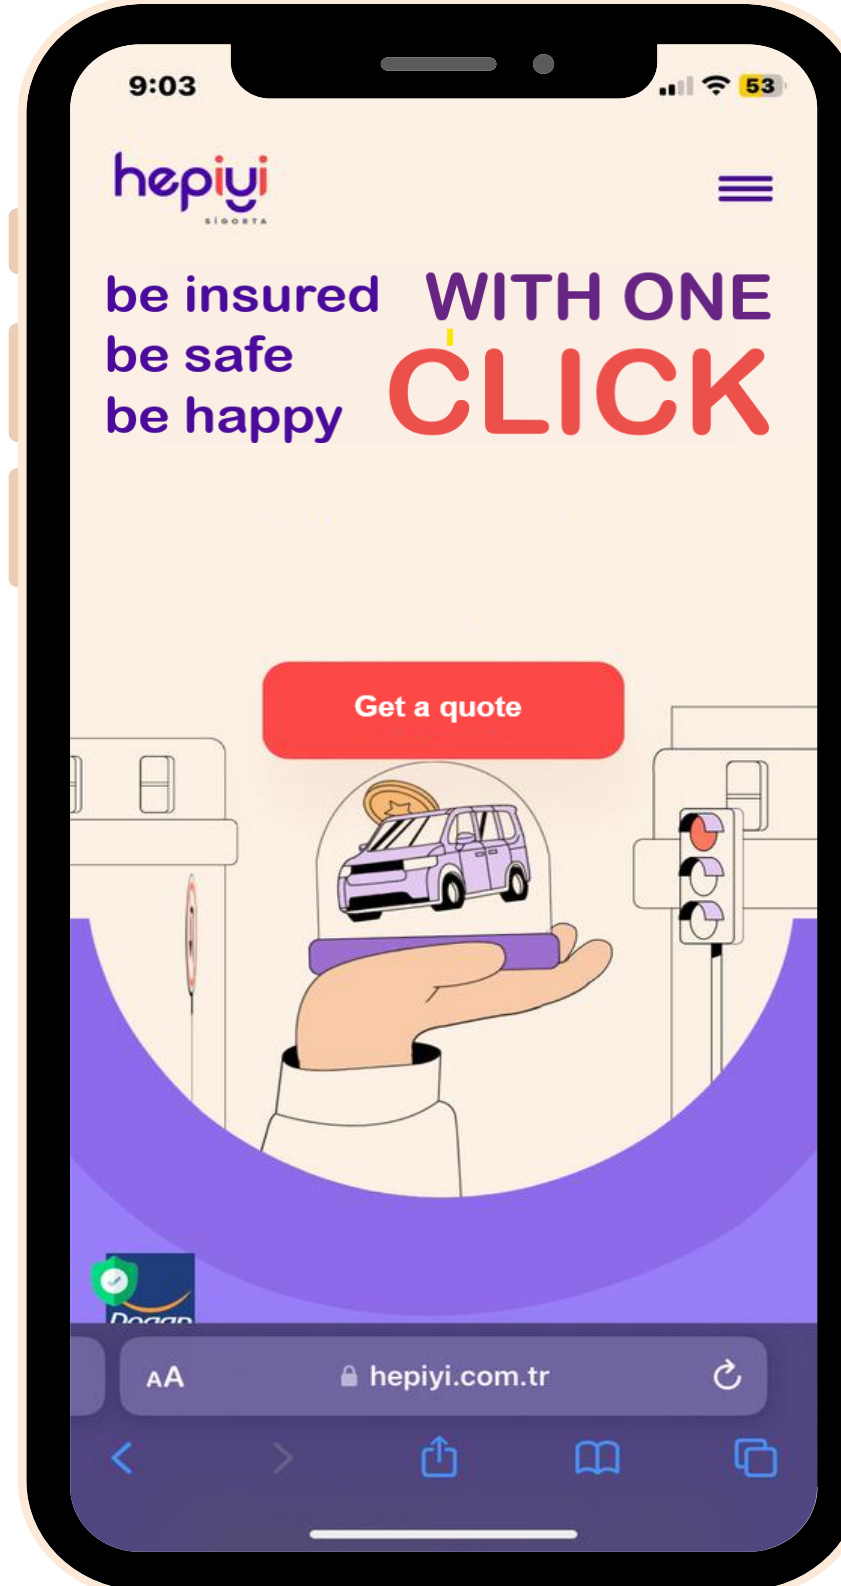 9:03
53
hepiyi
SİGORTA
be insured
be safe
be happy
WITH ONE
CLICK
Get a quote
AA
hepiyi.com.tr